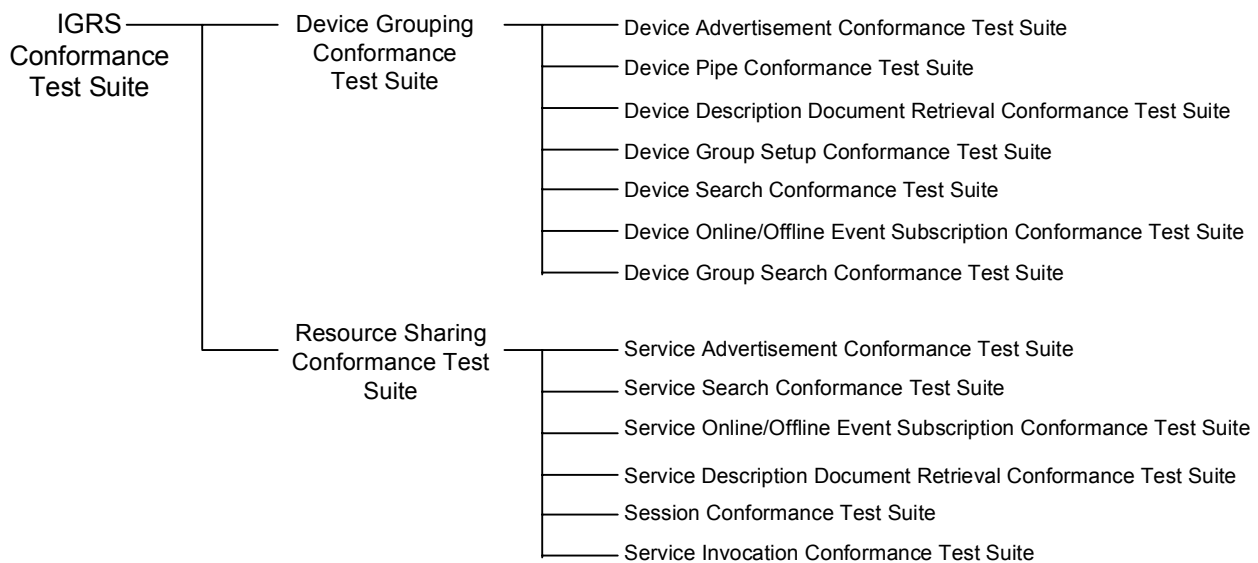 IGRS
Conformance
Test Suite
Device Grouping
Conformance
Test Suite
Device Advertisement Conformance Test Suite
Device Pipe Conformance Test Suite
Device Description Document Retrieval Conformance Test Suite
Device Group Setup Conformance Test Suite
Device Search Conformance Test Suite
Device Online/Offline Event Subscription Conformance Test Suite
Device Group Search Conformance Test Suite
Resource Sharing
Conformance Test
Suite
Service Advertisement Conformance Test Suite
Service Search Conformance Test Suite
Service Online/Offline Event Subscription Conformance Test Suite
Service Description Document Retrieval Conformance Test Suite
Session Conformance Test Suite
Service Invocation Conformance Test Suite